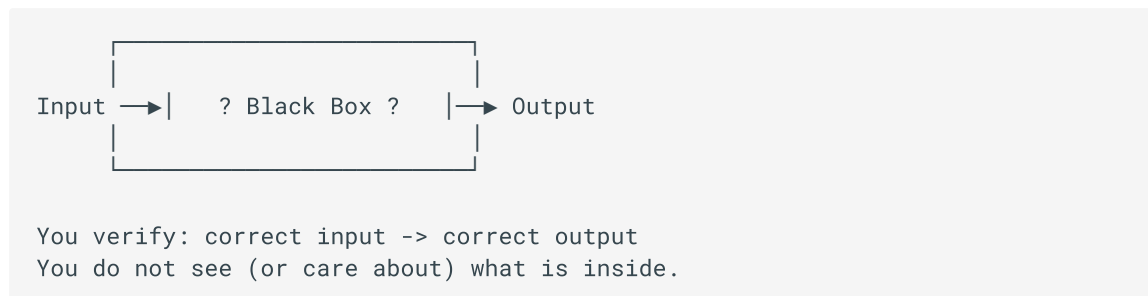 Input ? Black Box ? Output
You verify: correct input -> correct output
You do not see (or care about) what is inside.